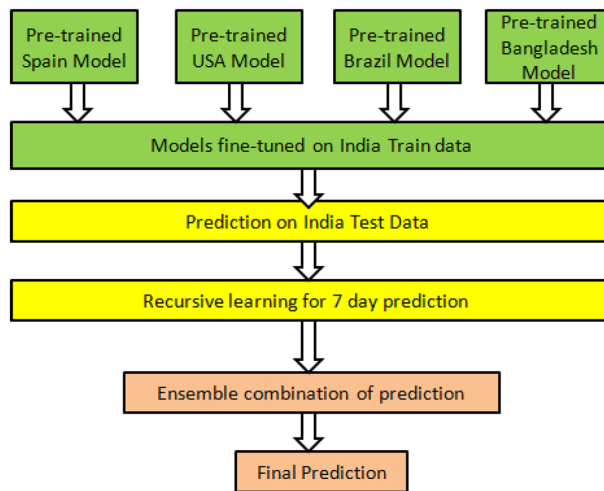 Pre-trained
Spain Model
Pre-trained
USA Model
Pre-trained
Brazil Model
Pre-trained
Bangladesh
Model
Models fine-tuned on India Train data
Prediction on India Test Data
Recursive learning for 7 day prediction
Ensemble combination of prediction
Final Prediction